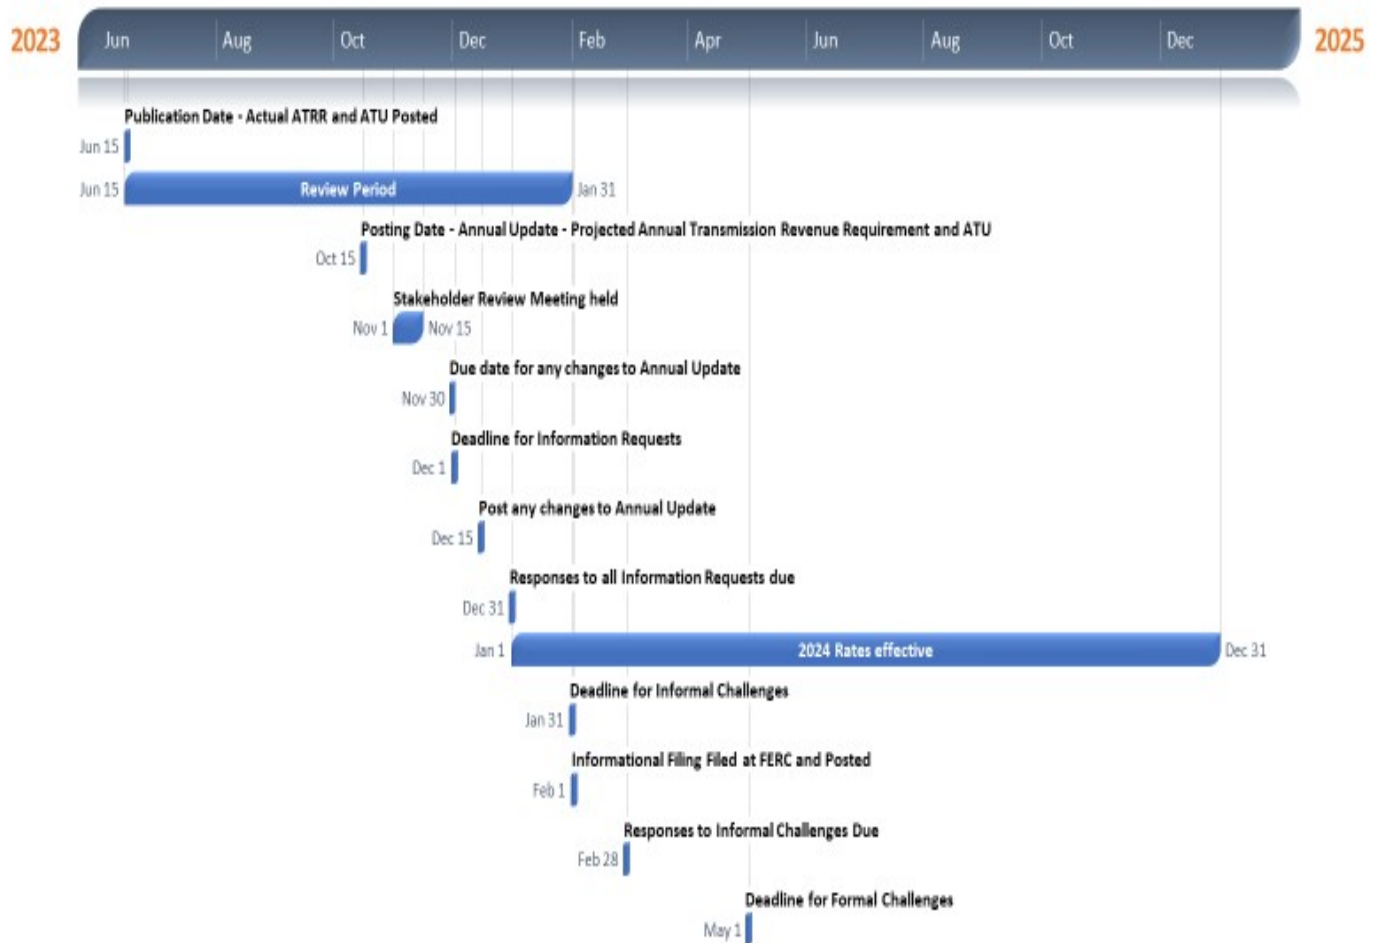 2023 Jun Aug Oct Dec Feb Apr Jun Aug Oct Dec 2025
Publication Date - Actual ATRR and ATU Posted
Jun 15
Jun 15 Review Period Jan 31
Posting Date - Annual Update - Projected Annual Transmission Revenue Requirement and ATU
Oct 15
Stakeholder Review Meeting held
Nov 1 Nov 15
Due date for any changes to Annual Update
Nov 30
Deadline for Information Requests
Dec 1
Post any changes to Annual Update
Dec 15
Responses to all Information Requests due
Dec 31
Jan 1 2024 Rates effective Dec 31
Deadline for Informal Challenges
Jan 31
Informational Filing Filed at FERC and Posted
Feb 1
Responses to Informal Challenges Due
Feb 28
Deadline for Formal Challenges
May 1